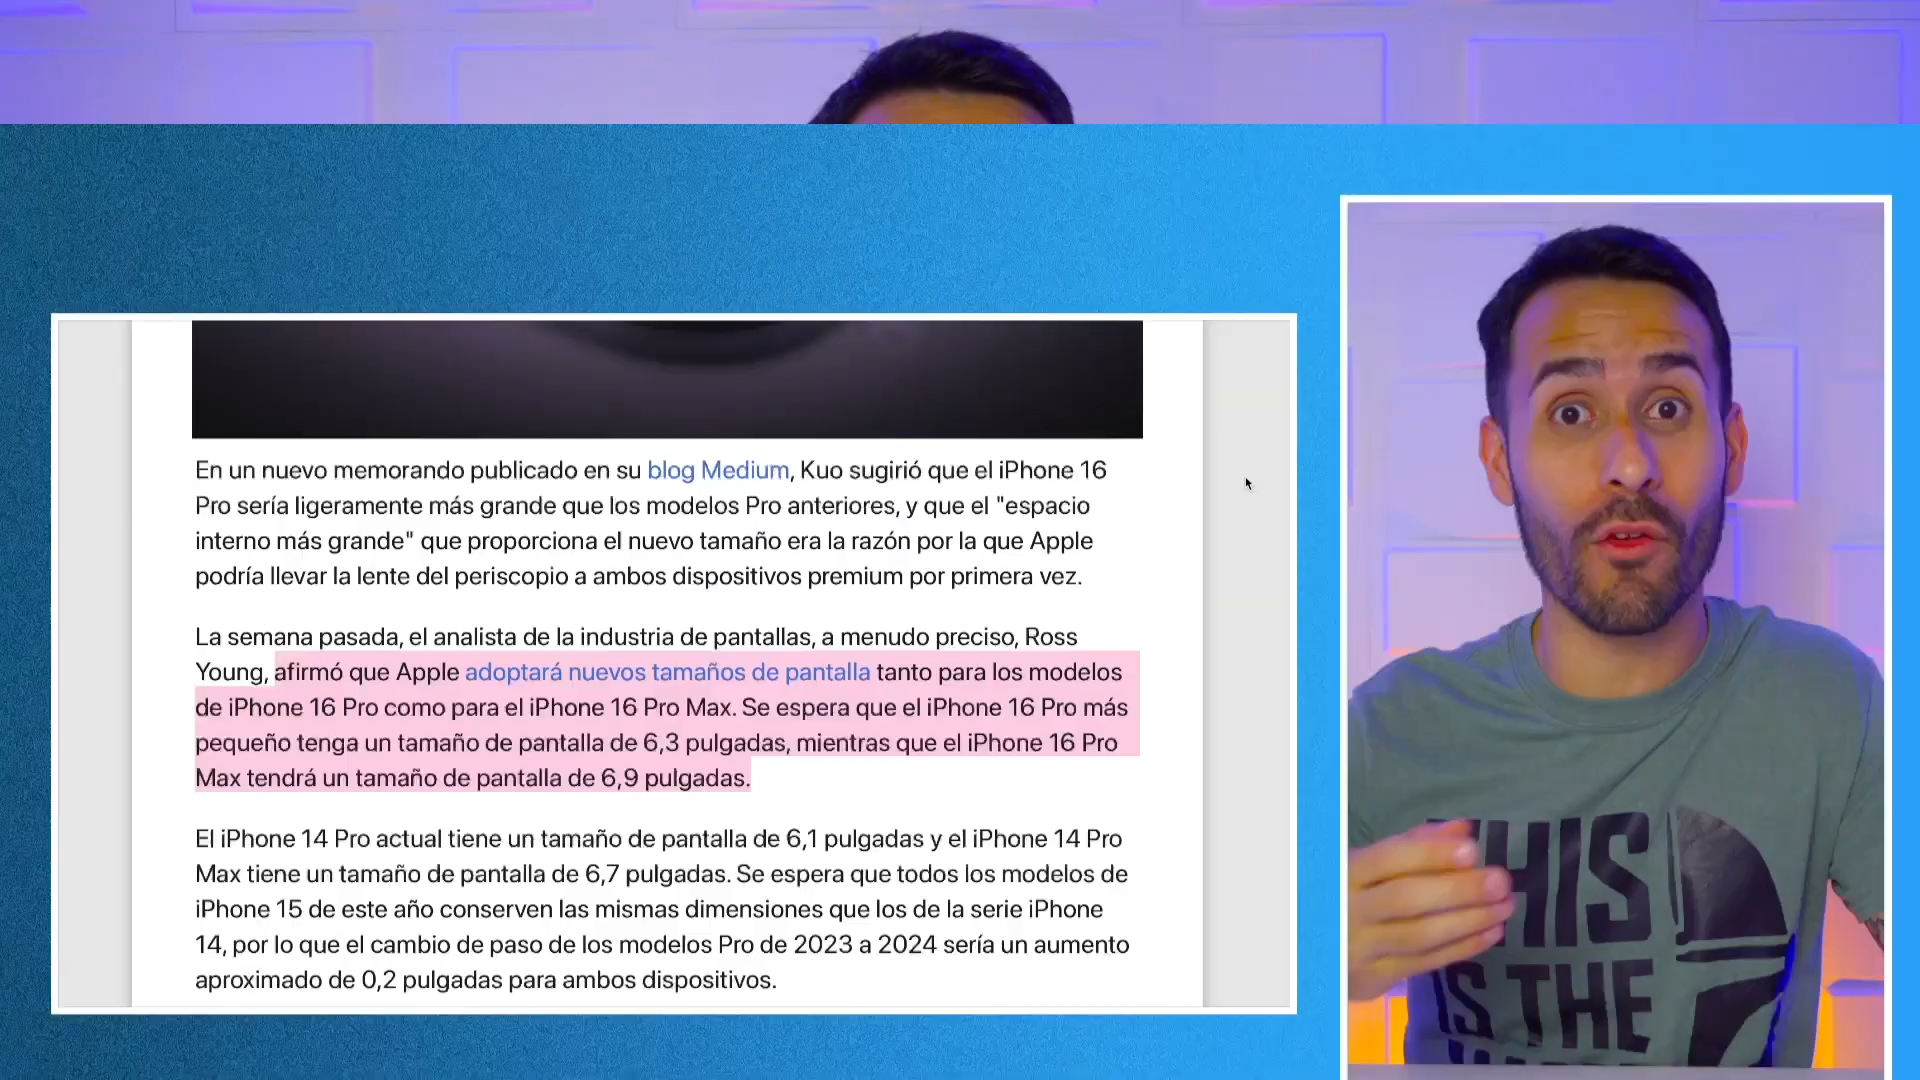 En un nuevo memorando publicado en su blog Medium, Kuo sugirió que el iPhone 16
Pro sería ligeramente más grande que los modelos Pro anteriores, y que el "espacio
interno más grande" que proporciona el nuevo tamaño era la razón por la que Apple
podría llevar la lente del periscopio a ambos dispositivos premium por primera vez.
La semana pasada, el analista de la industria de pantallas, a menudo preciso, Ross
Young, afirmó que Apple adoptará nuevos tamaños de pantalla tanto para los modelos
de iPhone 16 Pro como para el iPhone 16 Pro Max. Se espera que el iPhone 16 Pro más
pequeño tenga un tamaño de pantalla de 6,3 pulgadas, mientras que el iPhone 16 Pro
Max tendrá un tamaño de pantalla de 6,9 pulgadas.
El iPhone 14 Pro actual tiene un tamaño de pantalla de 6,1 pulgadas y el iPhone 14 Pro
Max tiene un tamaño de pantalla de 6,7 pulgadas. Se espera que todos los modelos de
iPhone 15 de este año conserven las mismas dimensiones que los de la serie iPhone
14, por lo que el cambio de paso de los modelos Pro de 2023 a 2024 sería un aumento
aproximado de 0,2 pulgadas para ambos dispositivos.
THIS
IS THE